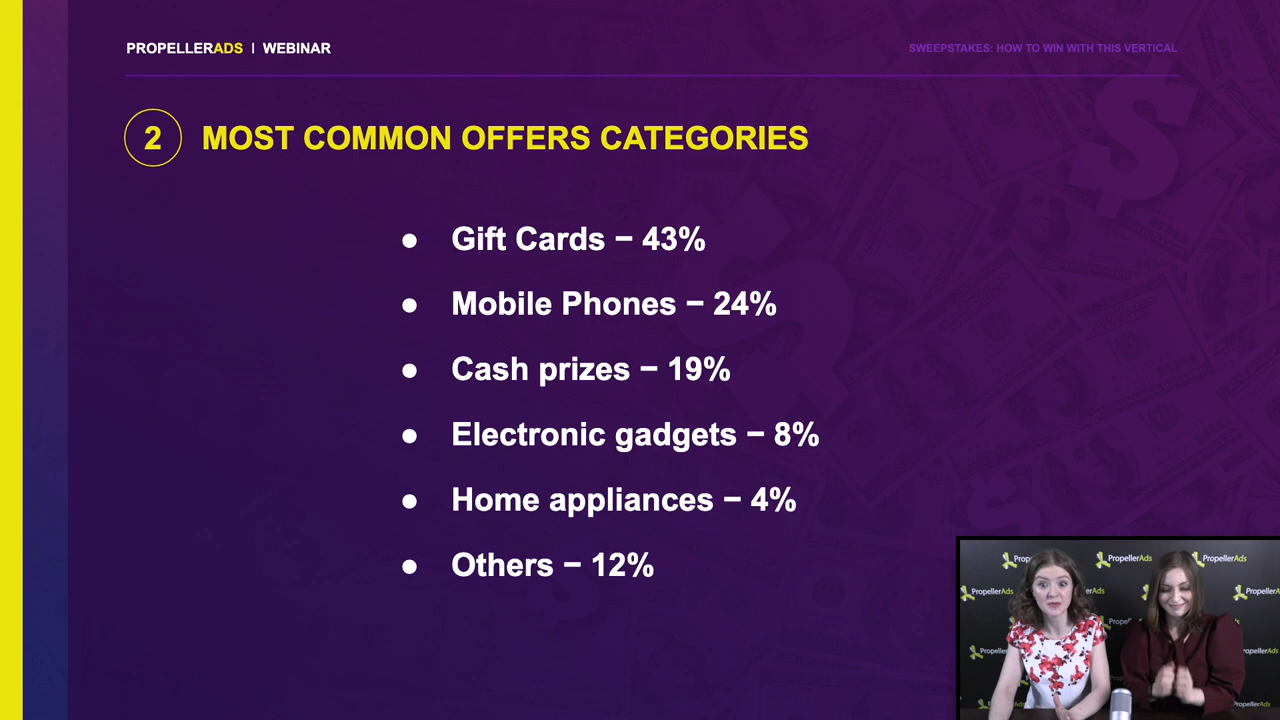 PROPELLERADS | WEBINAR
SWEEPSTAKES: HOW TO WIN WITH THIS VERTICAL
2 MOST COMMON OFFERS CATEGORIES
● Gift Cards – 43%
● Mobile Phones – 24%
● Cash prizes – 19%
● Electronic gadgets – 8%
● Home appliances – 4%
● Others – 12%
PropellerAds
PropellerAds
PropellerAds
PropellerAds